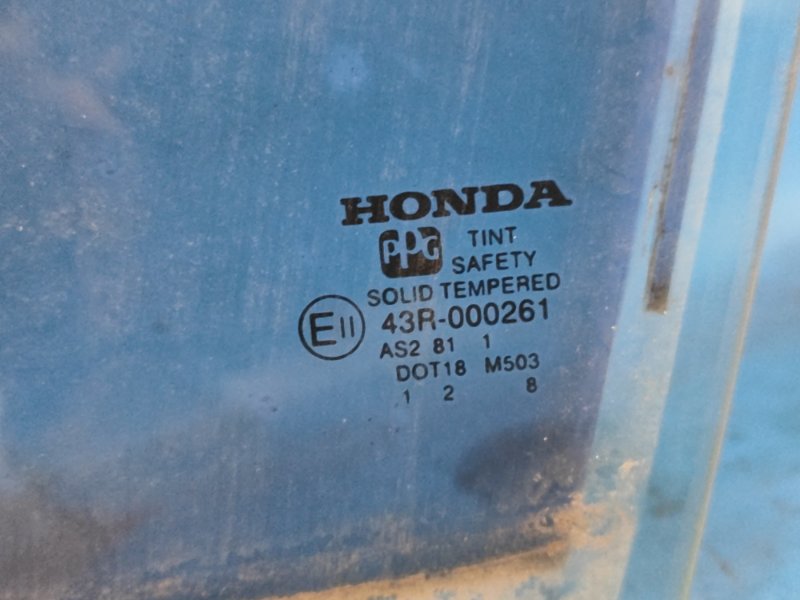 HONDA
PPG TINT
SAFETY
SOLID TEMPERED
E11 43R-000261
AS2 81 1
DOT18 M503
1 2 8